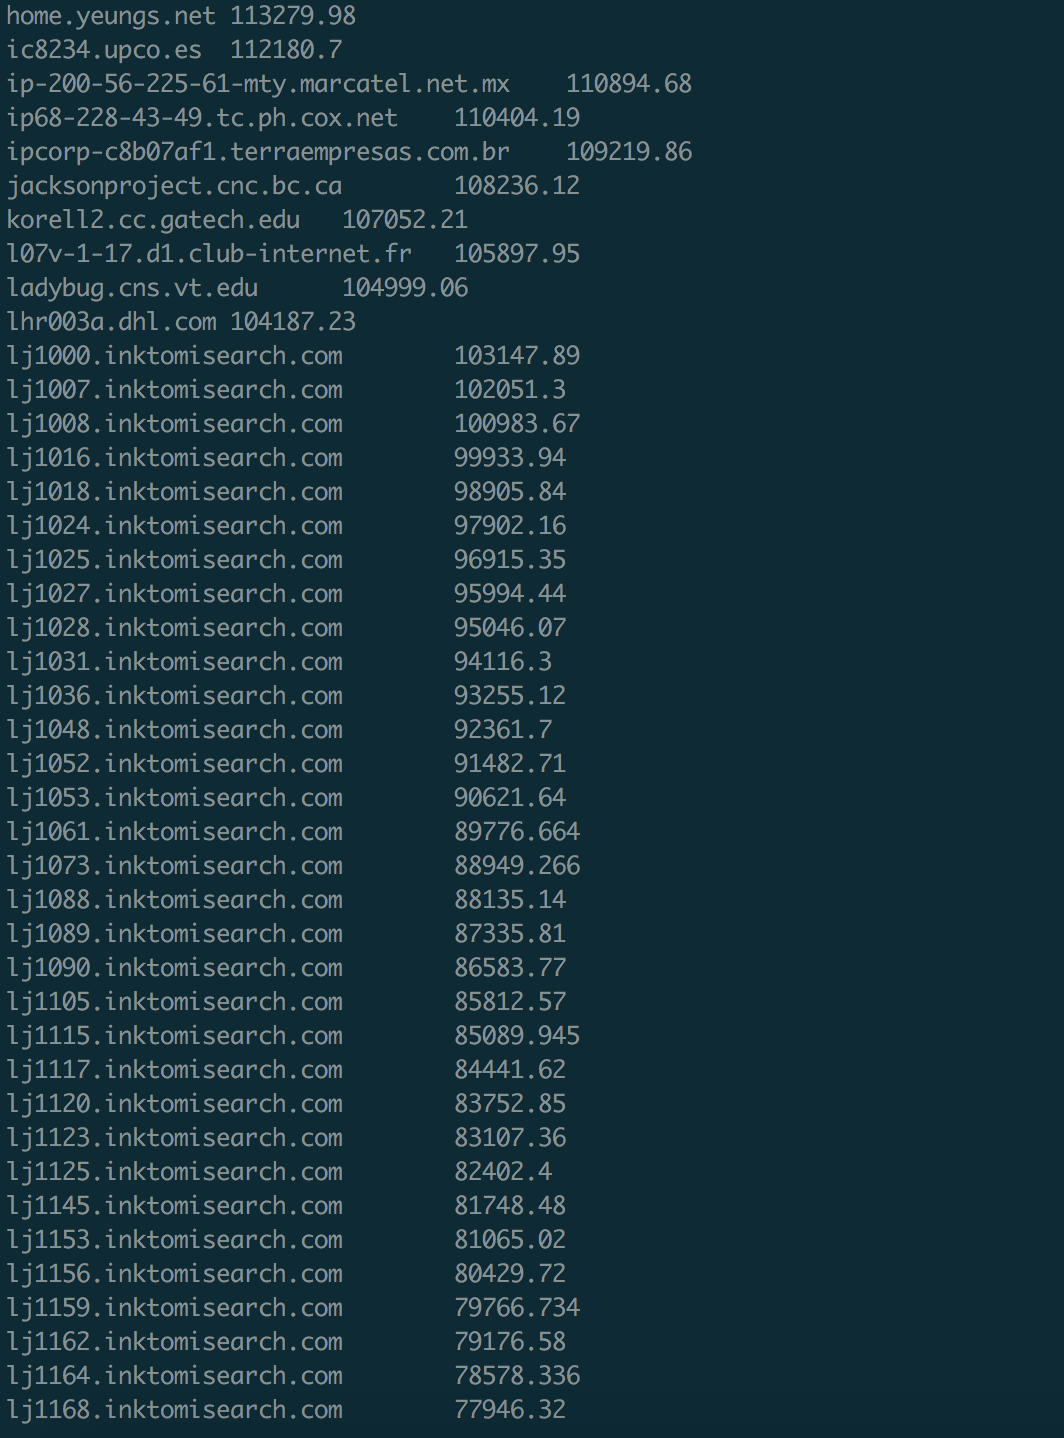 home.yeungs.net 113279.98
ic8234.upco.es 112180.7
ip-200-56-225-61-mty.marcatel.net.mx 110894.68
ip68-228-43-49.tc.ph.cox.net 110404.19
ipcorp-c8b07af1.terraempresas.com.br 109219.86
jacksonproject.cnc.bc.ca 108236.12
korell2.cc.gatech.edu 107052.21
l07v-1-17.d1.club-internet.fr 105897.95
ladybug.cns.vt.edu 104999.06
lhr003a.dhl.com 104187.23
lj1000.inktomisearch.com 103147.89
lj1007.inktomisearch.com 102051.3
lj1008.inktomisearch.com 100983.67
lj1016.inktomisearch.com 99933.94
lj1018.inktomisearch.com 98905.84
lj1024.inktomisearch.com 97902.16
lj1025.inktomisearch.com 96915.35
lj1027.inktomisearch.com 95994.44
lj1028.inktomisearch.com 95046.07
lj1031.inktomisearch.com 94116.3
lj1036.inktomisearch.com 93255.12
lj1048.inktomisearch.com 92361.7
lj1052.inktomisearch.com 91482.71
lj1053.inktomisearch.com 90621.64
lj1061.inktomisearch.com 89776.664
lj1073.inktomisearch.com 88949.266
lj1088.inktomisearch.com 88135.14
lj1089.inktomisearch.com 87335.81
lj1090.inktomisearch.com 86583.77
lj1105.inktomisearch.com 85812.57
lj1115.inktomisearch.com 85089.945
lj1117.inktomisearch.com 84441.62
lj1120.inktomisearch.com 83752.85
lj1123.inktomisearch.com 83107.36
lj1125.inktomisearch.com 82402.4
lj1145.inktomisearch.com 81748.48
lj1153.inktomisearch.com 81065.02
lj1156.inktomisearch.com 80429.72
lj1159.inktomisearch.com 79766.734
lj1162.inktomisearch.com 79176.58
lj1164.inktomisearch.com 78578.336
lj1168.inktomisearch.com 77946.32